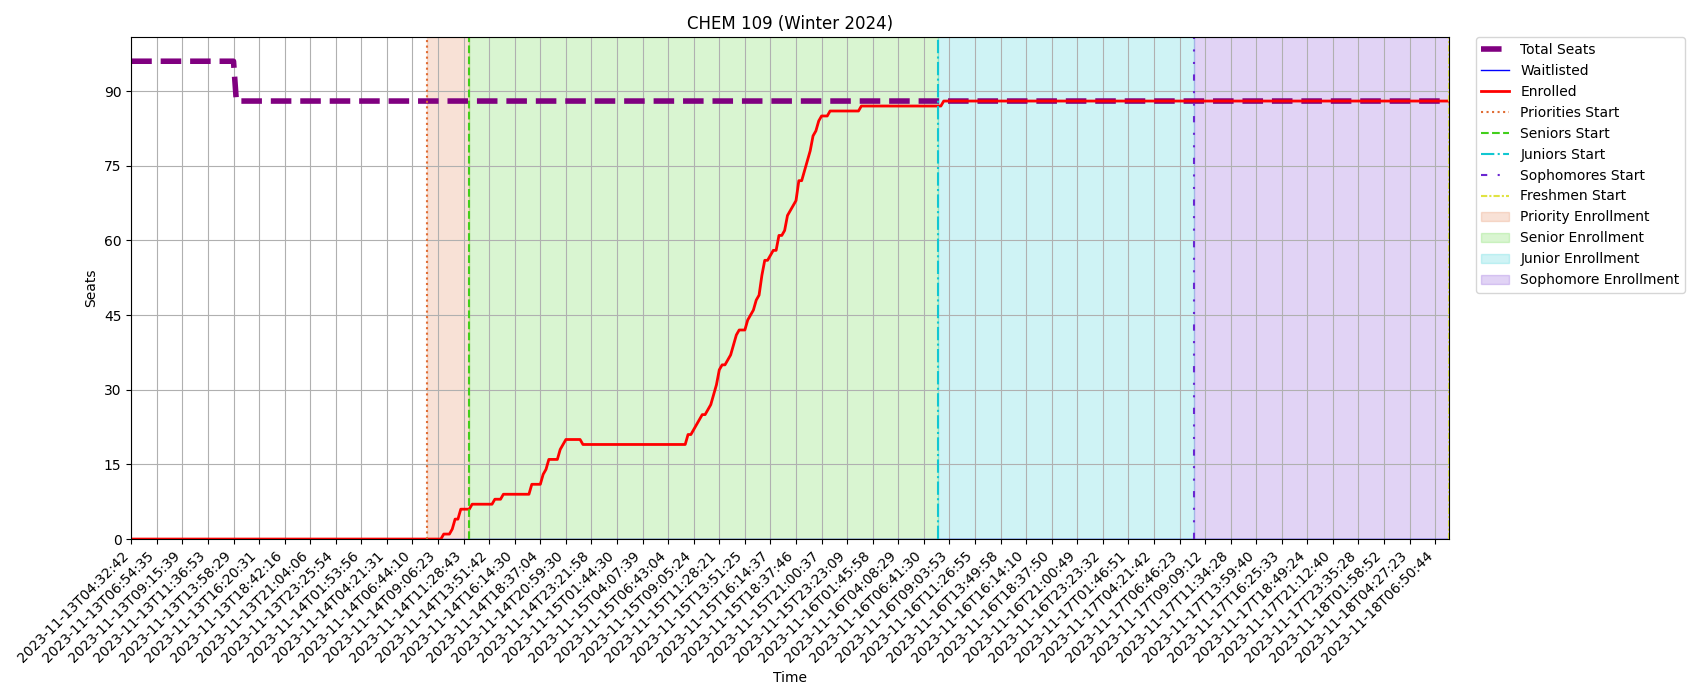 CHEM 109 (Winter 2024)
Seats
90
75
60
45
30
15
0
2023-11-13T04:32:42
2023-11-13T06:54:35
2023-11-13T09:15:39
2023-11-13T11:36:53
2023-11-13T13:58:29
2023-11-13T16:20:31
2023-11-13T18:42:16
2023-11-13T21:04:06
2023-11-13T23:25:54
2023-11-14T01:53:56
2023-11-14T04:21:31
2023-11-14T06:44:10
2023-11-14T09:06:23
2023-11-14T11:28:43
2023-11-14T13:51:42
2023-11-14T16:14:30
2023-11-14T18:37:04
2023-11-14T20:59:30
2023-11-14T23:21:58
2023-11-15T01:44:30
2023-11-15T04:07:39
2023-11-15T06:43:04
2023-11-15T09:05:24
2023-11-15T11:28:21
2023-11-15T13:51:25
2023-11-15T16:14:37
2023-11-15T18:37:46
2023-11-15T21:00:37
2023-11-15T23:23:09
2023-11-16T01:45:58
2023-11-16T04:08:29
2023-11-16T06:41:30
2023-11-16T09:03:53
2023-11-16T11:26:55
2023-11-16T13:49:58
2023-11-16T16:14:10
2023-11-16T18:37:50
2023-11-16T21:00:49
2023-11-16T23:23:32
2023-11-17T01:46:51
2023-11-17T04:21:42
2023-11-17T06:46:23
2023-11-17T09:09:12
2023-11-17T11:34:28
2023-11-17T13:59:40
2023-11-17T16:25:33
2023-11-17T18:49:24
2023-11-17T21:12:40
2023-11-17T23:35:28
2023-11-18T01:58:52
2023-11-18T04:27:23
2023-11-18T06:50:44
Time
Total Seats
Waitlisted
Enrolled
Priorities Start
Seniors Start
Juniors Start
Sophomores Start
Freshmen Start
Priority Enrollment
Senior Enrollment
Junior Enrollment
Sophomore Enrollment